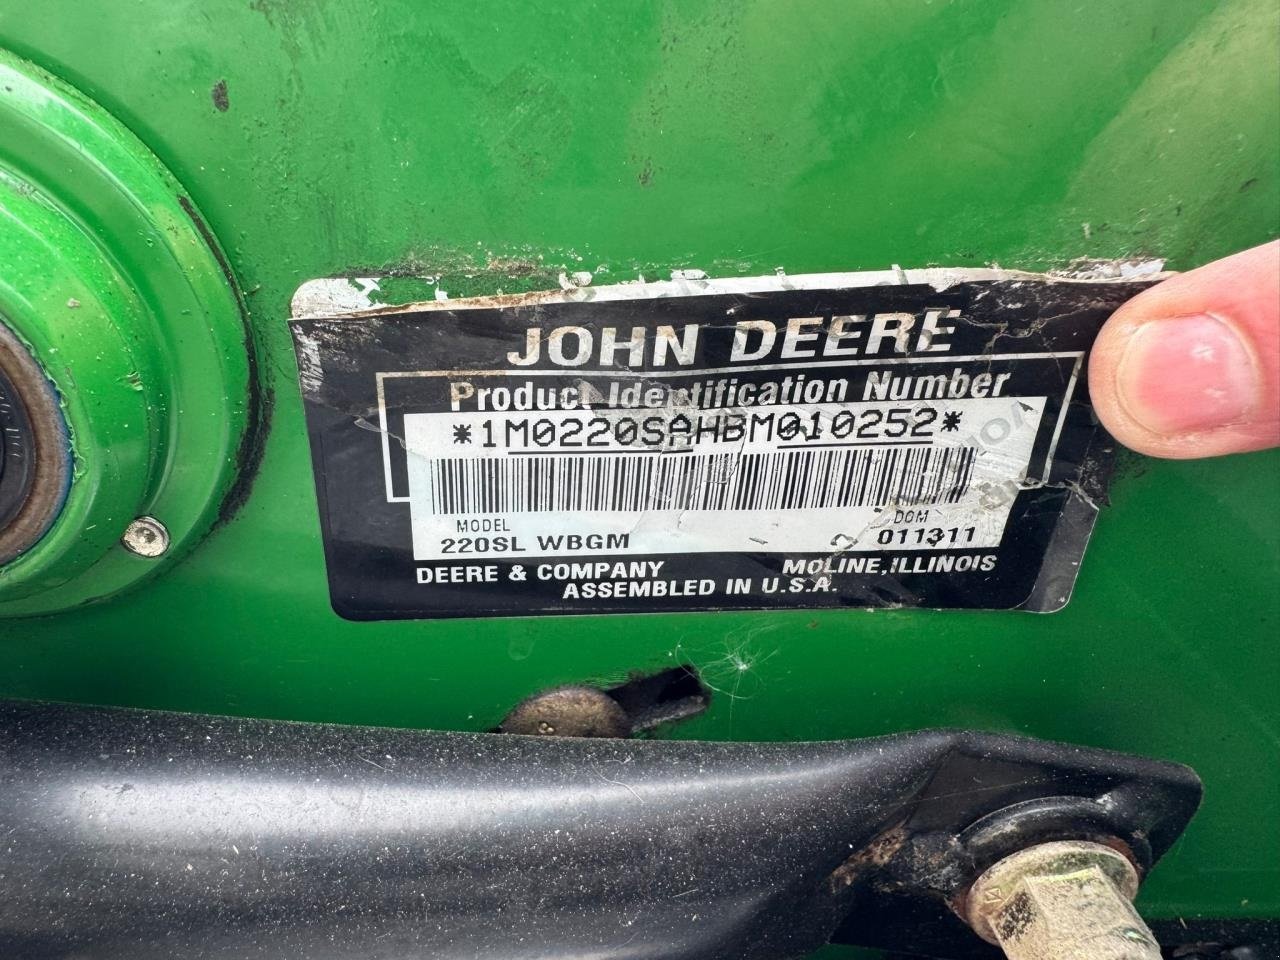 JOHN DEERE
Product Identification Number
*1M0220SAHBM010252*
MODEL
220SL WBGM
DOM
011311
DEERE & COMPANY
MOLINE, ILLINOIS
ASSEMBLED IN U.S.A.